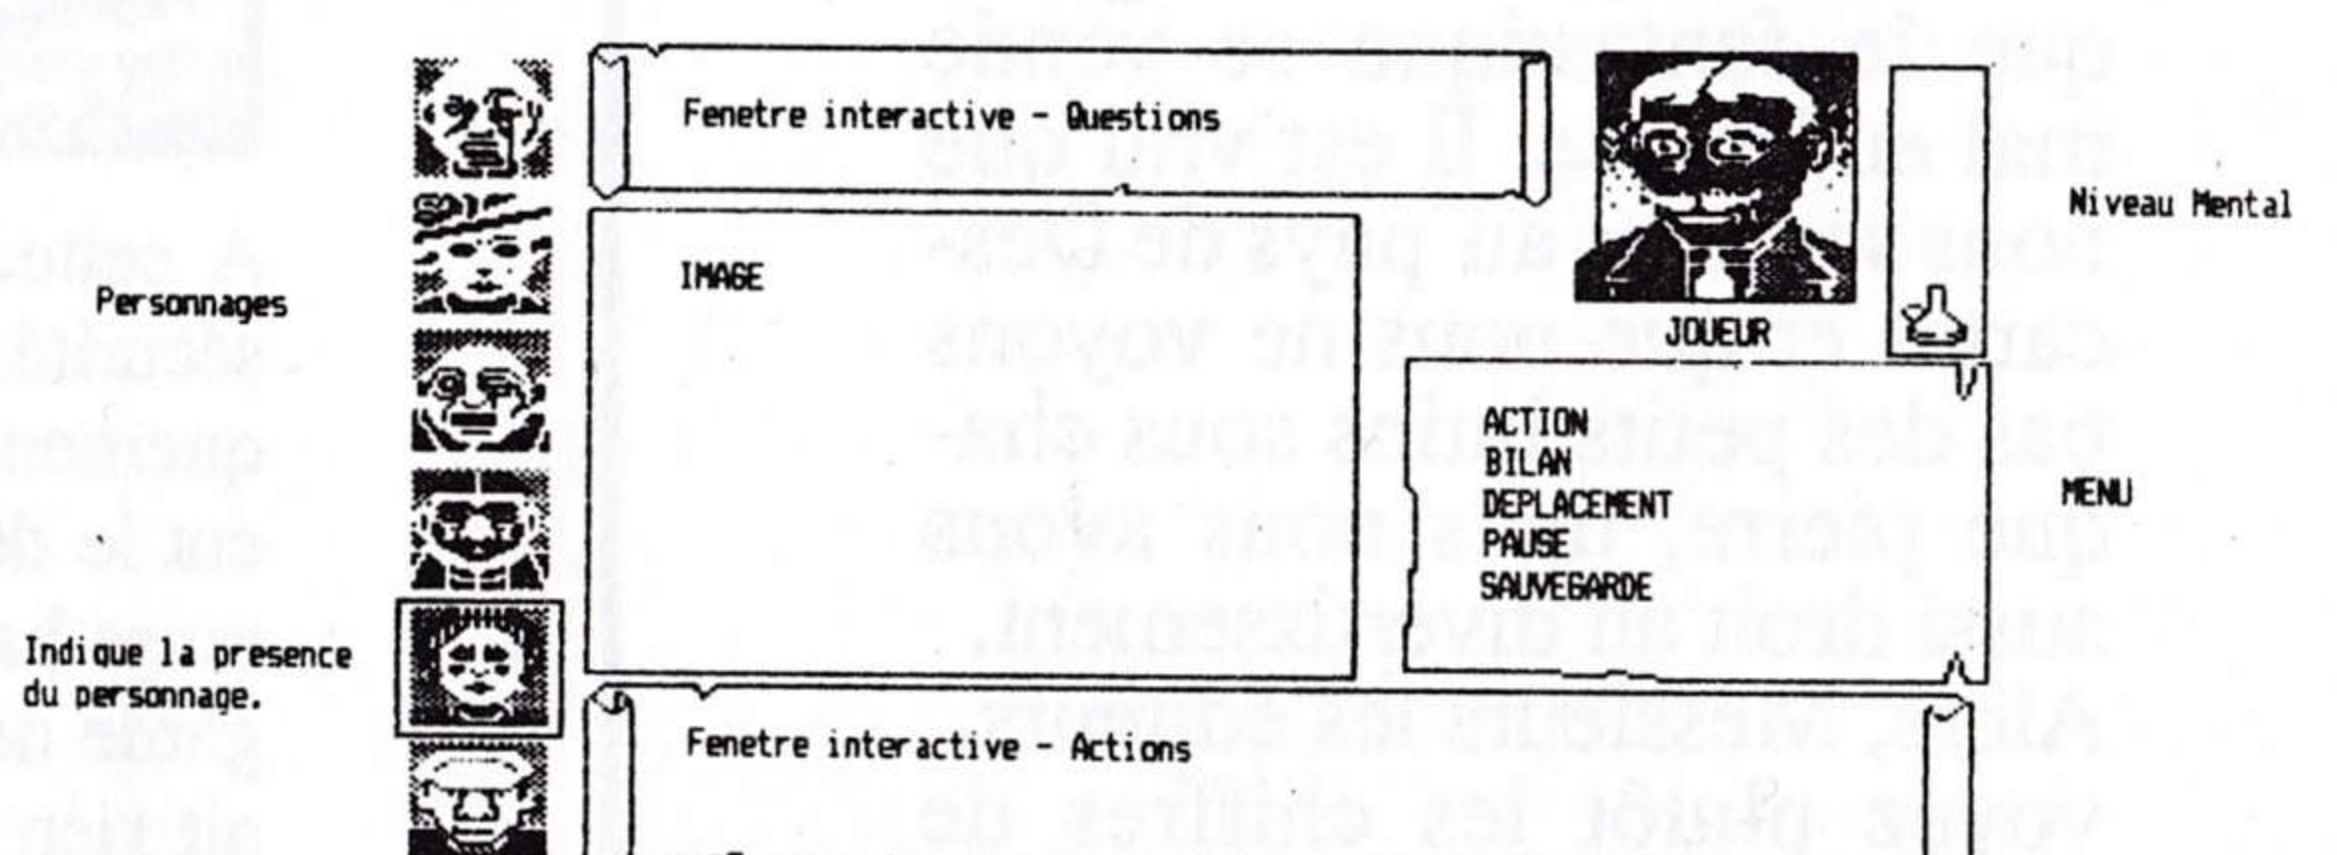 Fenetre interactive - Questions
Niveau Mental
IMAGE
Personnages
JOUEUR
ACTION
BILAN
DEPLACEMENT
PAUSE
SAUVEGARDE
MENU
Indique la presence
du personnage.
Fenetre interactive - Actions